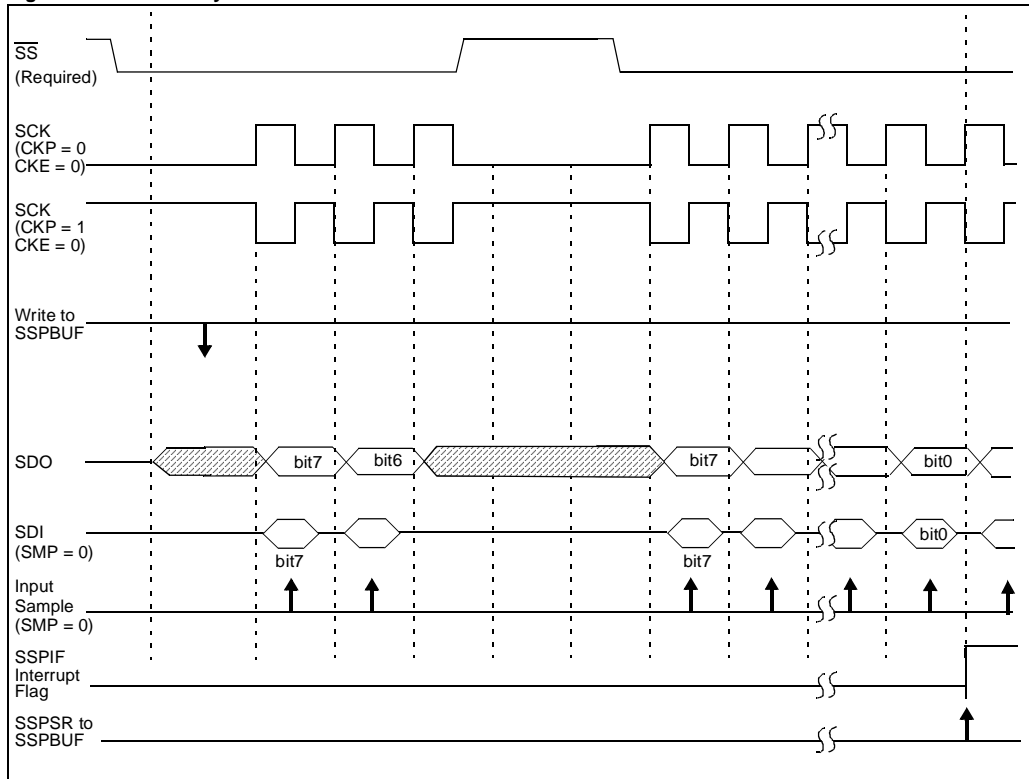 SS
(Required)
SCK
(CKP = 0
CKE = 0)
SCK
(CKP = 1
CKE = 0)
Write to
SSPBUF
SDO
bit7
bit6
bit7
bit0
SDI
(SMP = 0)
bit7
bit7
bit0
Input
Sample
(SMP = 0)
SSPIF
Interrupt
Flag
SSPSR to
SSPBUF